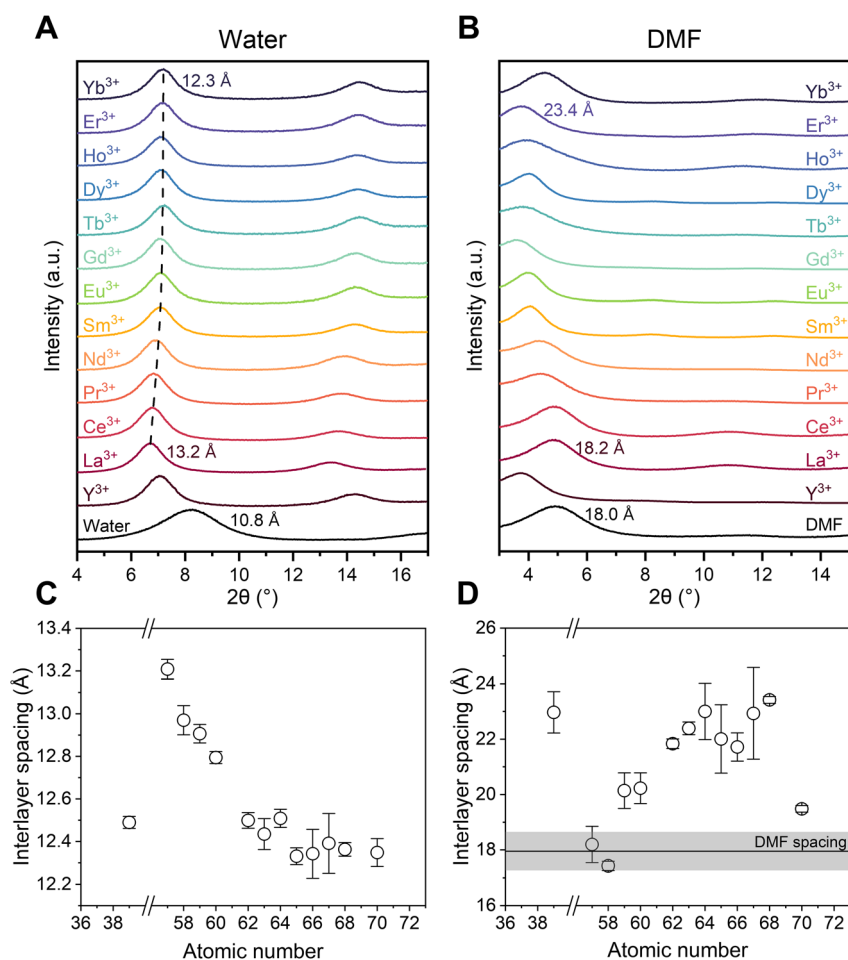 A
Water
Intensity (a.u.)
Yb³⁺
12.3 Å
Er³⁺
Ho³⁺
Dy³⁺
Tb³⁺
Gd³⁺
Eu³⁺
Sm³⁺
Nd³⁺
Pr³⁺
Ce³⁺
13.2 Å
La³⁺
Y³⁺
Water
10.8 Å
4 6 8 10 12 14 16
2θ (°)
B
DMF
Intensity (a.u.)
Yb³⁺
23.4 Å
Er³⁺
Ho³⁺
Dy³⁺
Tb³⁺
Gd³⁺
Eu³⁺
Sm³⁺
Nd³⁺
Pr³⁺
Ce³⁺
18.2 Å
La³⁺
Y³⁺
18.0 Å
DMF
4 6 8 10 12 14
2θ (°)
C
Interlayer spacing (Å)
13.4
13.2
13.0
12.8
12.6
12.4
12.2
36 38 40 58 60 62 64 66 68 70 72
Atomic number
D
Interlayer spacing (Å)
26
24
22
20
18
16
DMF spacing
36 38 40 58 60 62 64 66 68 70 72
Atomic number